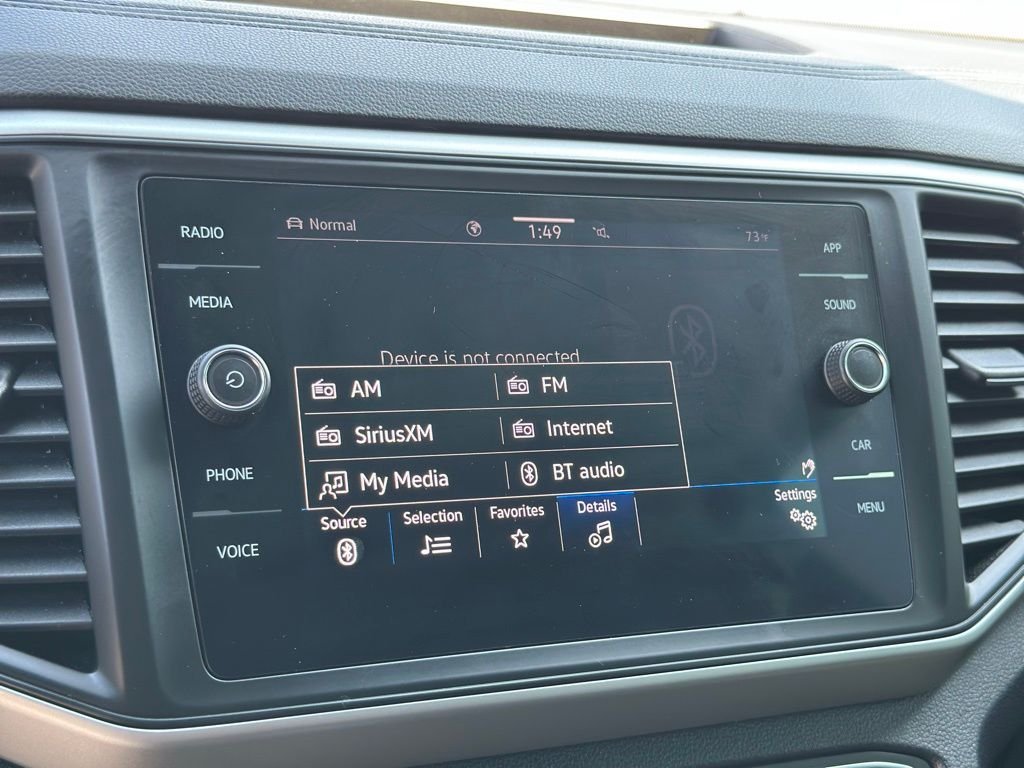 RADIO
MEDIA
PHONE
VOICE
Normal
1:49
73°F
Device is not connected
AM
FM
SiriusXM
Internet
My Media
BT audio
Source
Selection
Favorites
Details
Settings
APP
SOUND
CAR
MENU